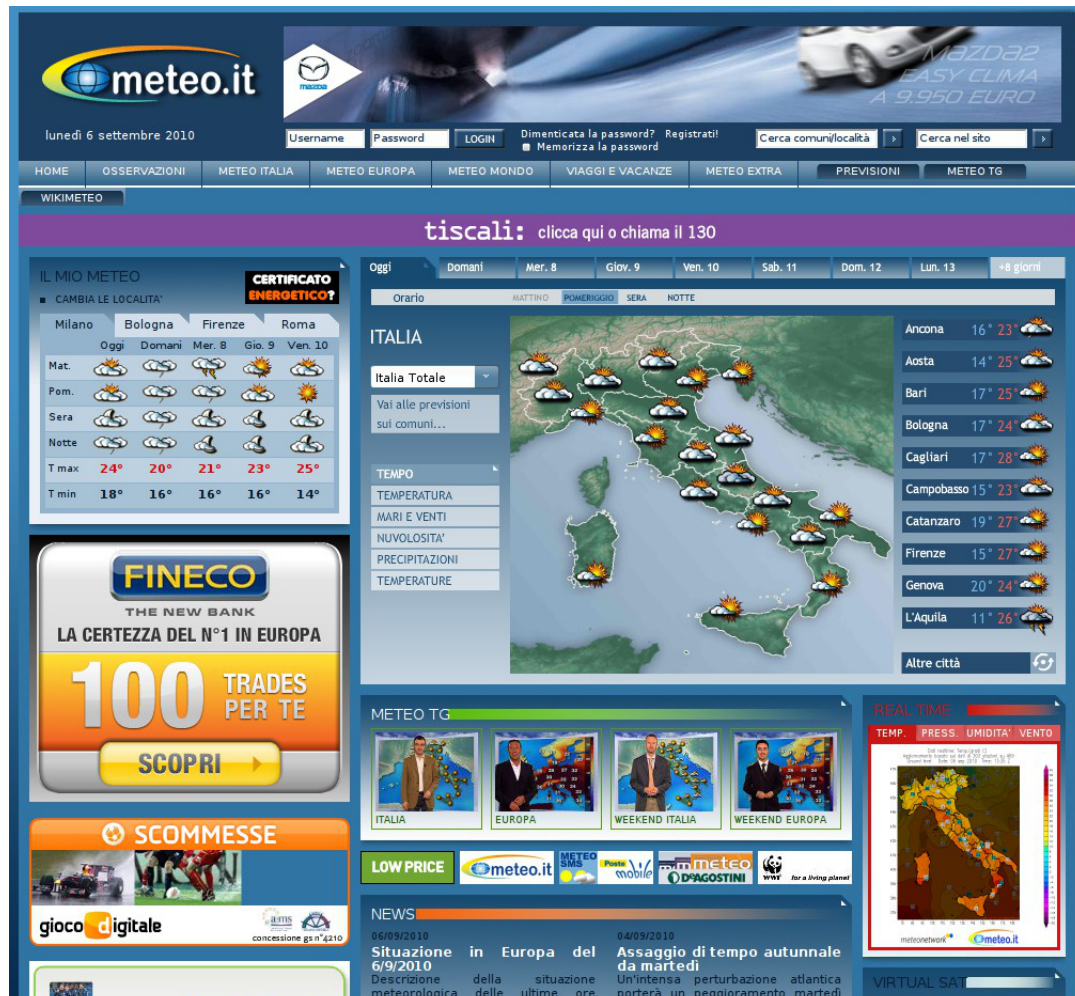 meteo.it
mazda
mazda2
EASY CLIMA
A 9.950 EURO
lunedì 6 settembre 2010
Username
Password
LOGIN
Dimenticata la password? Registrati!
Memorizza la password
Cerca comuni/località
Cerca nel sito
HOME OSSERVAZIONI METEO ITALIA METEO EUROPA METEO MONDO VIAGGI E VACANZE METEO EXTRA PREVISIONI METEO TG
WIKIMETEO
tiscali: clicca qui o chiama il 130
IL MIO METEO
CAMBIA LE LOCALITA'
CERTIFICATO
ENERGETICO?
Milano Bologna Firenze Roma
Oggi Domani Mer. 8 Gio. 9 Ven. 10
Mat.
Pom.
Sera
Notte
T max 24° 20° 21° 23° 25°
T min 18° 16° 16° 16° 14°
FINECO
THE NEW BANK
LA CERTEZZA DEL N°1 IN EUROPA
100 TRADES
PER TE
SCOPRI
SCOMMESSE
gioco digitale
aams
concessione gs n°4210
Oggi Domani Mer. 8 Giov. 9 Ven. 10 Sab. 11 Dom. 12 Lun. 13 +8 giorni
Orario MATTINO POMERIGGIO SERA NOTTE
ITALIA
Italia Totale
Vai alle previsioni
sui comuni...
TEMPO
TEMPERATURA
MARI E VENTI
NUVOLOSITA'
PRECIPITAZIONI
TEMPERATURE
Ancona 16° 23°
Aosta 14° 25°
Bari 17° 25°
Bologna 17° 24°
Cagliari 17° 28°
Campobasso 15° 23°
Catanzaro 19° 27°
Firenze 15° 27°
Genova 20° 24°
L'Aquila 11° 26°
Altre città
METEO TG
ITALIA
EUROPA
WEEKEND ITALIA
WEEKEND EUROPA
LOW PRICE
meteo.it
METEO
SMS
Poste
mobile
meteo
DeAGOSTINI
WWF for a living planet
NEWS
06/09/2010
Situazione in Europa del
6/9/2010
Descrizione della situazione
meteorologica delle ultime ore
04/09/2010
Assaggio di tempo autunnale
da martedì
Un'intensa perturbazione atlantica
porterà un peggioramento martedì
REAL TIME
TEMP. PRESS. UMIDITA' VENTO
meteonetwork
meteo.it
VIRTUAL SAT